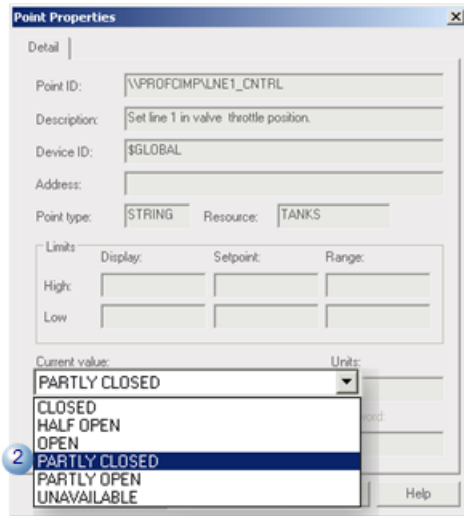 Point Properties
Detail
Point ID: \\PROFCIMP\LNE1_CNTRL
Description: Set line 1 in valve throttle position.
Device ID: $GLOBAL
Address:
Point type: STRING Resource: TANKS
Limits
Display: Setpoint: Range:
High:
Low
Current value: Units:
PARTLY CLOSED
CLOSED
HALF OPEN
OPEN
2 PARTLY CLOSED
PARTLY OPEN
UNAVAILABLE
Help